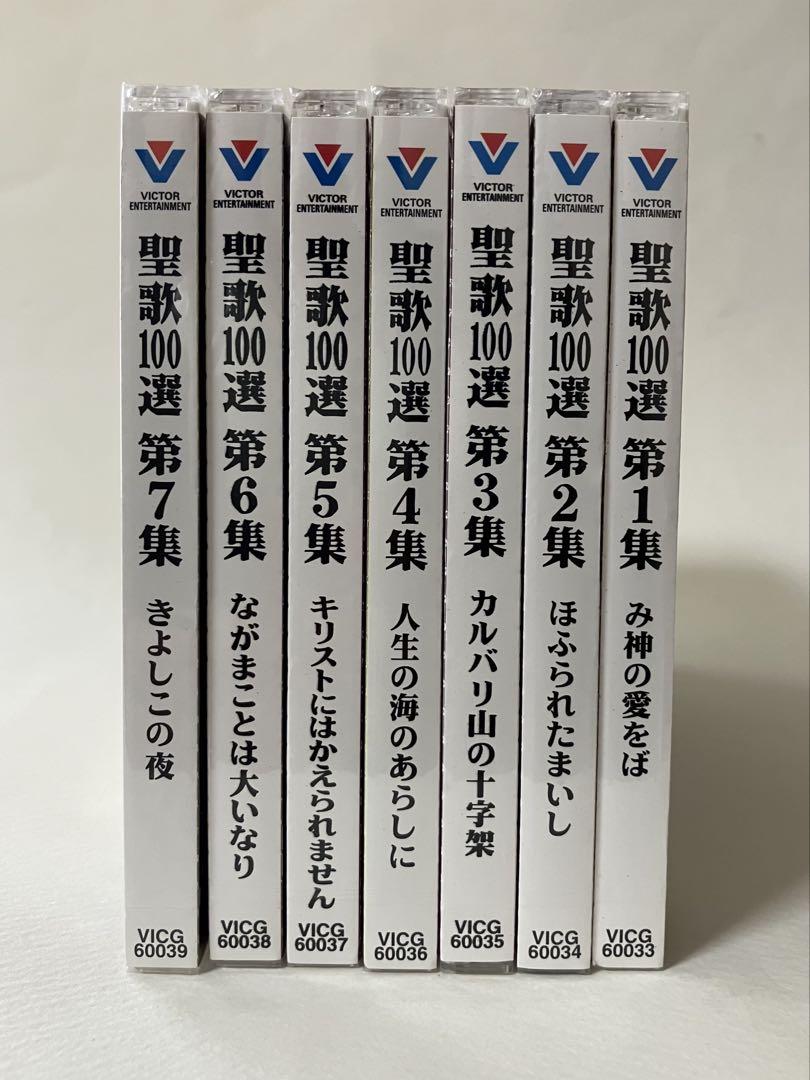 VICTOR
ENTERTAINMENT
聖歌100選 第7集 きよしこの夜
VICG
60039
VICTOR
ENTERTAINMENT
聖歌100選 第6集 ながまことは大いなり
VICG
60038
VICTOR
ENTERTAINMENT
聖歌100選 第5集 キリストにはかえられません
VICG
60037
VICTOR
ENTERTAINMENT
聖歌100選 第4集 人生の海のあらしに
VICG
60036
VICTOR
ENTERTAINMENT
聖歌100選 第3集 カルバリ山の十字架
VICG
60035
VICTOR
ENTERTAINMENT
聖歌100選 第2集 ほふられたまいし
VICG
60034
VICTOR
ENTERTAINMENT
聖歌100選 第1集 み神の愛をば
VICG
60033